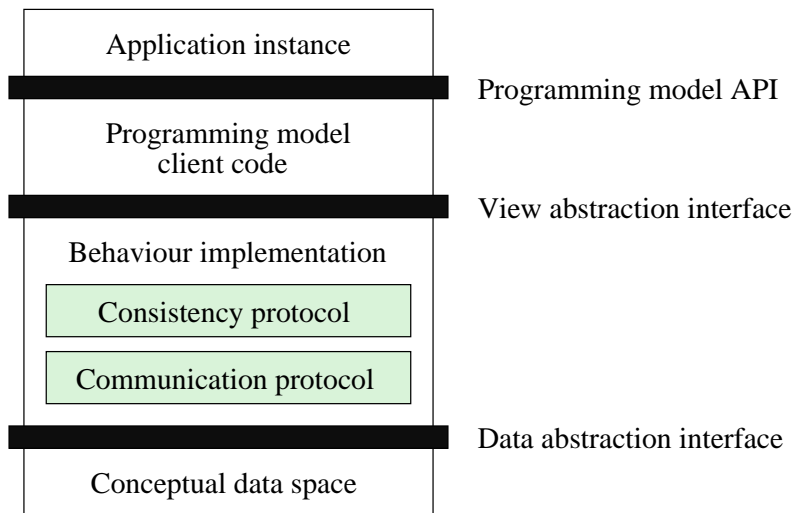 Application instance
Programming model API
Programming model
client code
View abstraction interface
Behaviour implementation
Consistency protocol
Communication protocol
Data abstraction interface
Conceptual data space